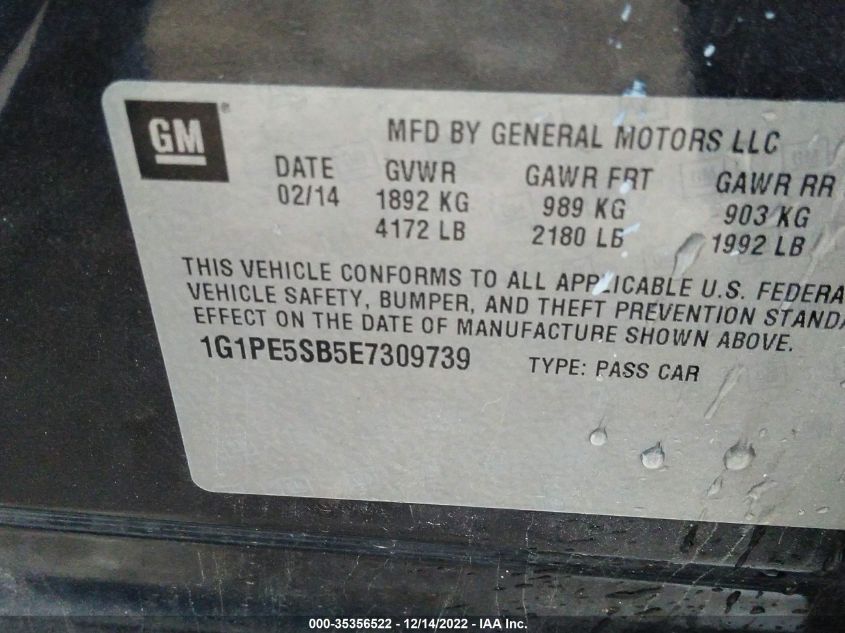 GM®
MFD BY GENERAL MOTORS LLC
DATE GVWR GAWR FRT GAWR RR
02/14 1892 KG 989 KG 903 KG
4172 LB 2180 LB 1992 LB
THIS VEHICLE CONFORMS TO ALL APPLICABLE U.S. FEDERA
VEHICLE SAFETY, BUMPER, AND THEFT PREVENTION STANDA
EFFECT ON THE DATE OF MANUFACTURE SHOWN ABOVE.
1G1PE5SB5E7309739 TYPE: PASS CAR
000-35356522 - 12/14/2022 - IAA Inc.